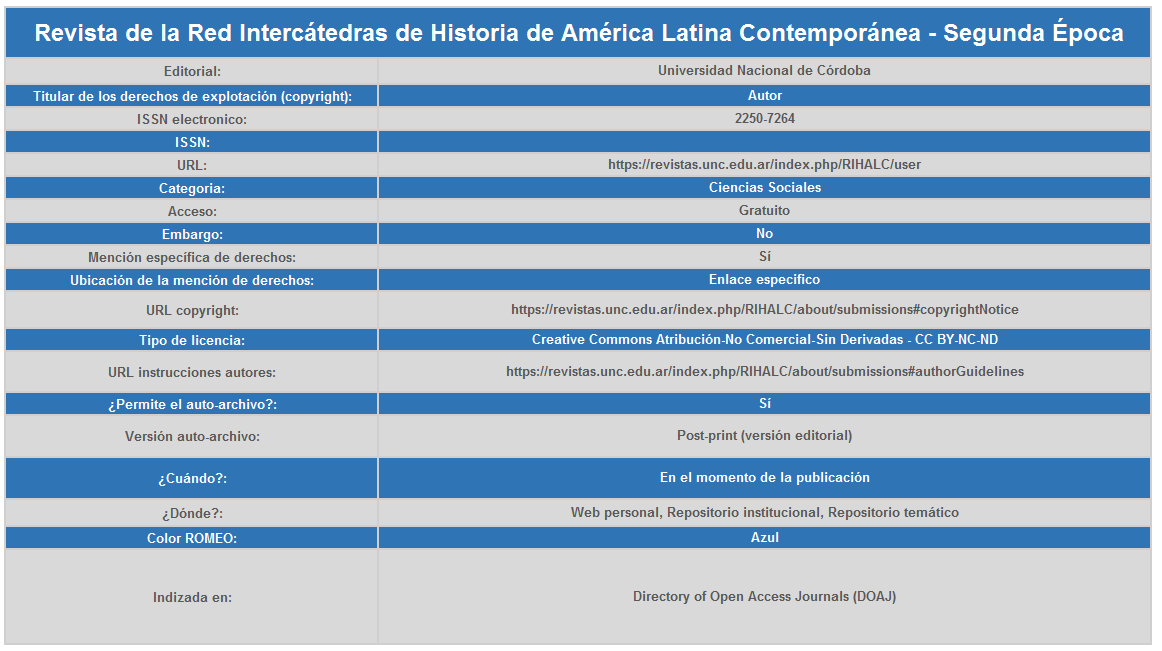 Revista de la Red Intercátedras de Historia de América Latina Contemporánea - Segunda Época
Editorial: Universidad Nacional de Córdoba
Titular de los derechos de explotación (copyright): Autor
ISSN electronico: 2250-7264
ISSN:
URL: https://revistas.unc.edu.ar/index.php/RIHALC/user
Categoria: Ciencias Sociales
Acceso: Gratuito
Embargo: No
Mención específica de derechos: Sí
Ubicación de la mención de derechos: Enlace especifico
URL copyright: https://revistas.unc.edu.ar/index.php/RIHALC/about/submissions#copyrightNotice
Tipo de licencia: Creative Commons Atribución-No Comercial-Sin Derivadas - CC BY-NC-ND
URL instrucciones autores: https://revistas.unc.edu.ar/index.php/RIHALC/about/submissions#authorGuidelines
¿Permite el auto-archivo?: Sí
Versión auto-archivo: Post-print (versión editorial)
¿Cuándo?: En el momento de la publicación
¿Dónde?: Web personal, Repositorio institucional, Repositorio temático
Color ROMEO: Azul
Indizada en: Directory of Open Access Journals (DOAJ)